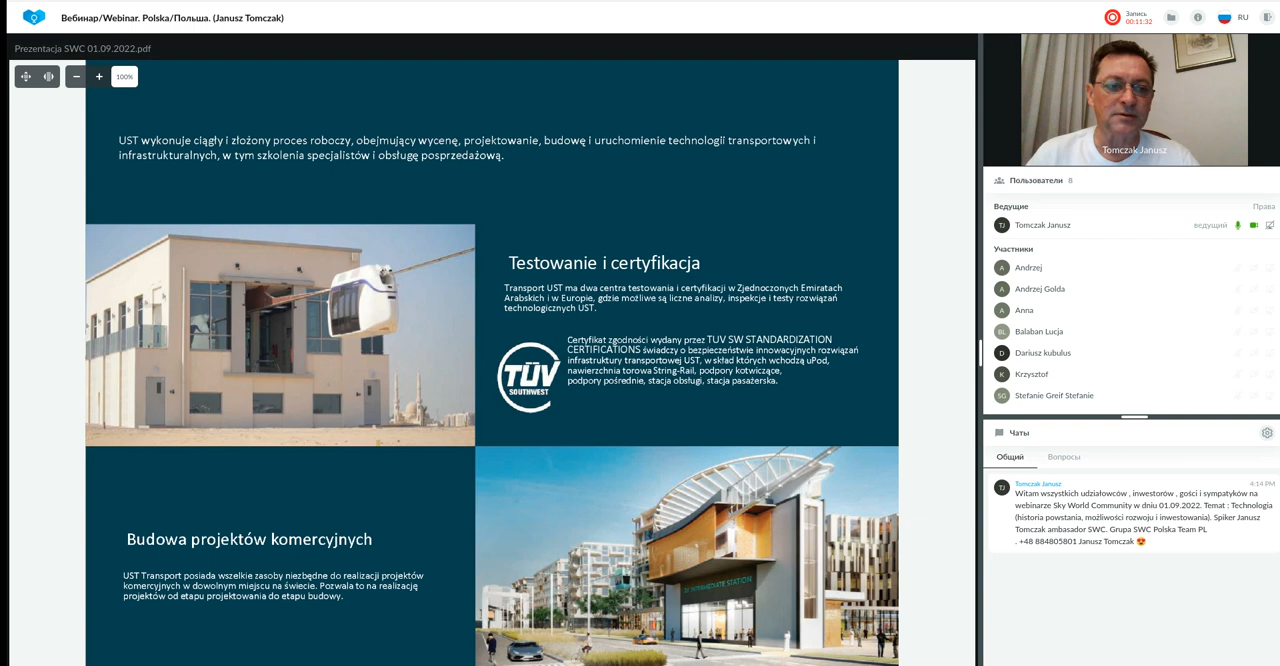 Вебинар/Webinar. Polska/Польша. (Janusz Tomczak)
Запись
00:11:32
RU
Prezentacja SWC 01.09.2022.pdf
100%
UST wykonuje ciągły i złożony proces roboczy, obejmujący wycenę, projektowanie, budowę i uruchomienie technologii transportowych i
infrastrukturalnych, w tym szkolenia specjalistów i obsługę posprzedażową.
Testowanie i certyfikacja
Transport UST ma dwa centra testowania i certyfikacji w Zjednoczonych Emiratach
Arabskich i w Europie, gdzie możliwe są liczne analizy, inspekcje i testy rozwiązań
technologicznych UST.
TÜV
SOUTHWEST
Certyfikat zgodności wydany przez TUV SW STANDARDIZATION
CERTIFICATIONS świadczy o bezpieczeństwie innowacyjnych rozwiązań
infrastruktury transportowej UST, w skład których wchodzą uPod,
nawierzchnia torowa String-Rail, podpory kotwiczące,
podpory pośrednie, stacja obsługi, stacja pasażerska.
Budowa projektów komercyjnych
UST Transport posiada wszelkie zasoby niezbędne do realizacji projektów
komercyjnych w dowolnym miejscu na świecie. Pozwala to na realizację
projektów od etapu projektowania do etapu budowy.
INTERMEDIATE STATION
Tomczak Janusz
Пользователи 8
Ведущие Права
TJ Tomczak Janusz ведущий
Участники
A Andrzej
A Andrzej Golda
A Anna
BL Balaban Lucja
D Dariusz kubulus
K Krzysztof
SG Stefanie Greif Stefanie
Чаты
Общий Вопросы
TJ Tomczak Janusz 4:14 PM
Witam wszystkich udziałowców , inwestorów , gości i sympatyków na
webinarze Sky World Community w dniu 01.09.2022. Temat : Technologia
(historia powstania, możliwości rozwoju i inwestowania). Spiker Janusz
Tomczak ambasador SWC. Grupa SWC Polska Team PL
. +48 884805801 Janusz Tomczak 😍